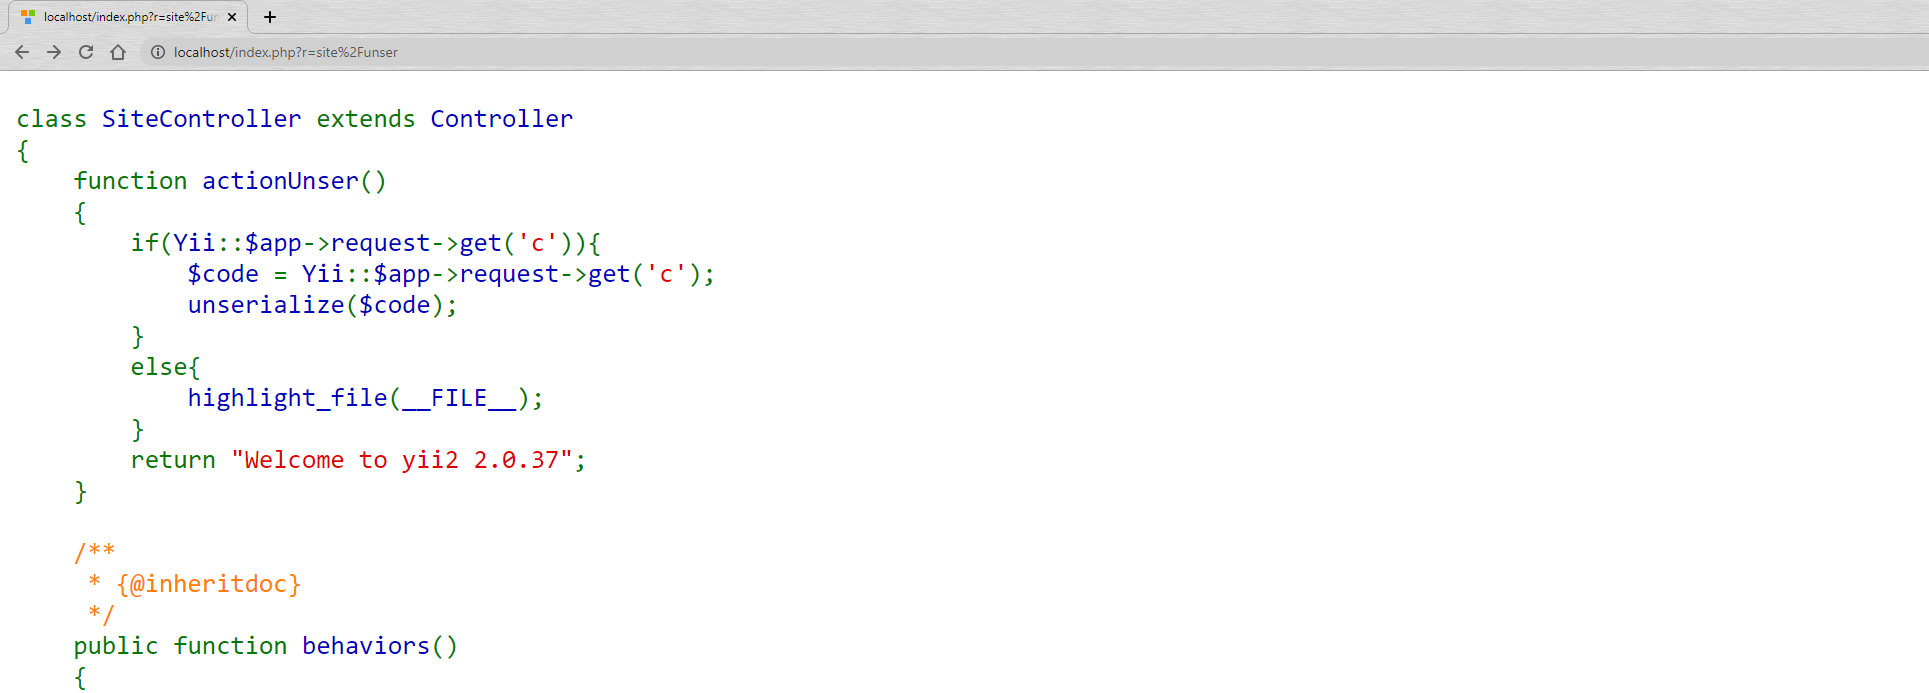 localhost/index.php?r=site%2Fun
localhost/index.php?r=site%2Funser
class SiteController extends Controller
{
    function actionUnser()
    {
        if(Yii::$app->request->get('c')){
            $code = Yii::$app->request->get('c');
            unserialize($code);
        }
        else{
            highlight_file(__FILE__);
        }
        return "Welcome to yii2 2.0.37";
    }
    /**
     * {@inheritdoc}
     */
    public function behaviors()
    {